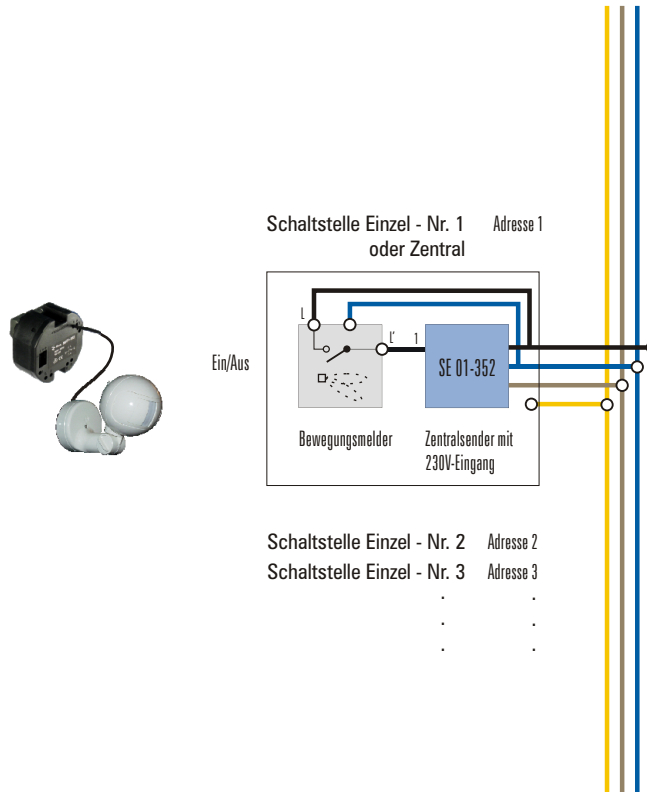 Schaltstelle Einzel - Nr. 1 Adresse 1
oder Zentral
L
L' 1
Ein/Aus
SE 01-352
Bewegungsmelder
Zentralsender mit
230V-Eingang
Schaltstelle Einzel - Nr. 2 Adresse 2
Schaltstelle Einzel - Nr. 3 Adresse 3
. .
. .
. .